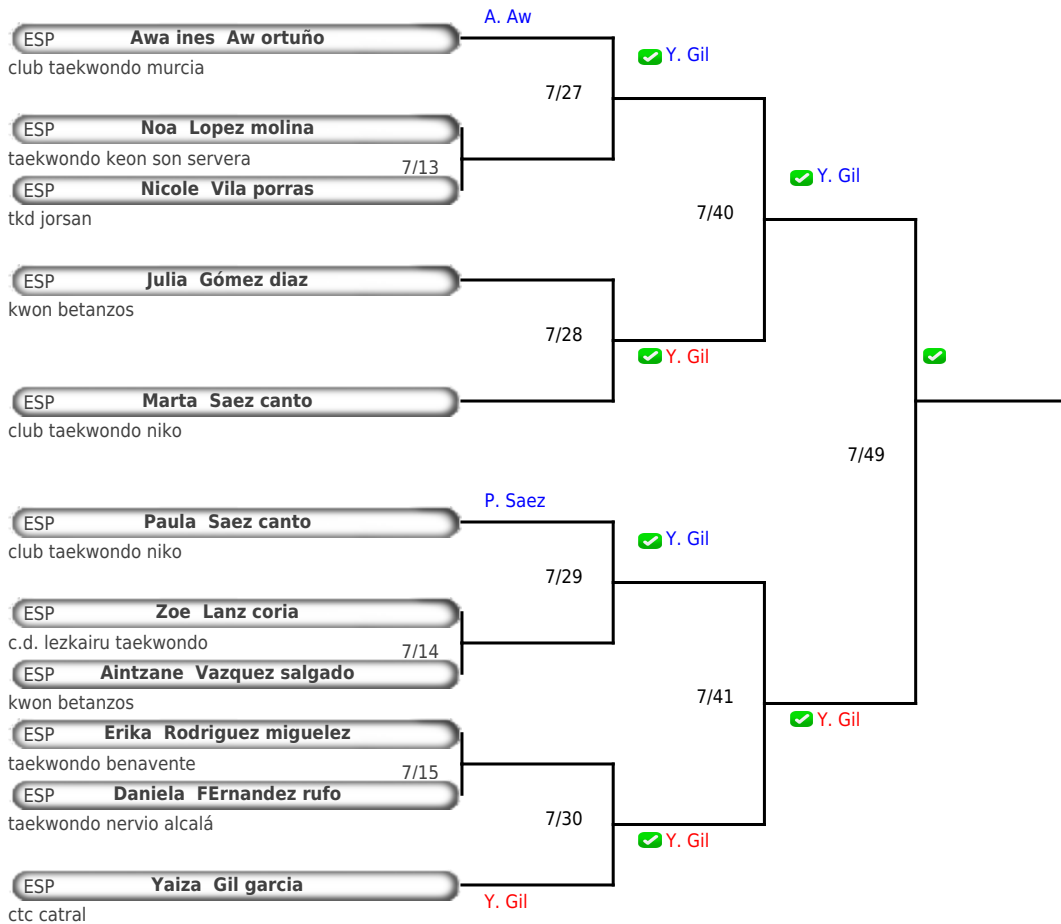 A. Aw
ESP Awa ines Aw ortuño
club taekwondo murcia
Y. Gil
7/27
ESP Noa Lopez molina
taekwondo keon son servera
7/13
ESP Nicole Vila porras
tkd jorsan
Y. Gil
7/40
ESP Julia Gómez diaz
kwon betanzos
7/28
Y. Gil
ESP Marta Saez canto
club taekwondo niko
7/49
P. Saez
ESP Paula Saez canto
club taekwondo niko
Y. Gil
7/29
ESP Zoe Lanz coria
c.d. lezkairu taekwondo
7/14
ESP Aintzane Vazquez salgado
kwon betanzos
7/41
Y. Gil
ESP Erika Rodriguez miguelez
taekwondo benavente
7/15
ESP Daniela FErnandez rufo
taekwondo nervio alcalá
7/30
Y. Gil
ESP Yaiza Gil garcia
Y. Gil
ctc catral